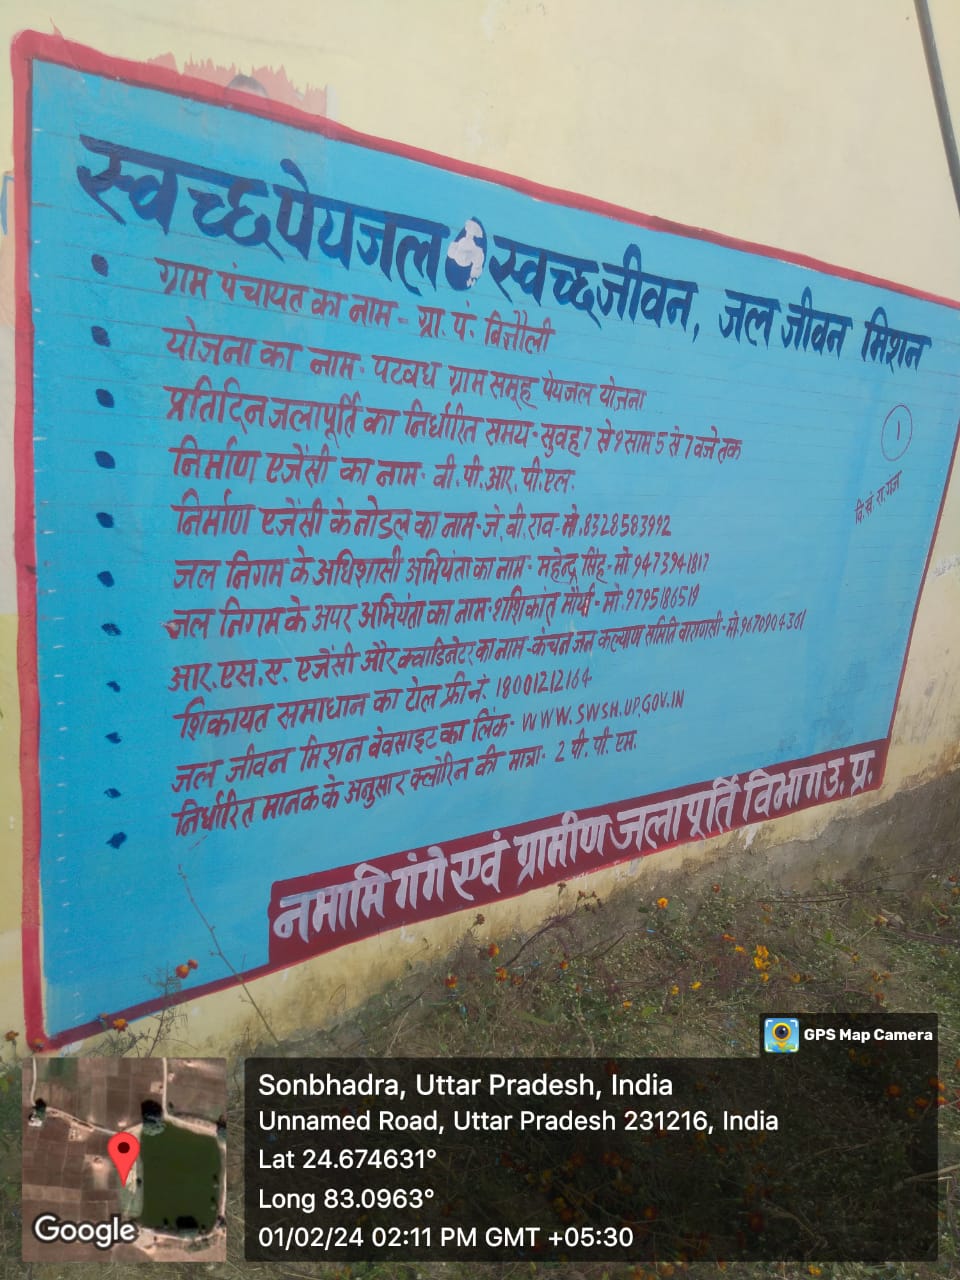 स्वच्छ पेयजल स्वच्छ जीवन, जल जीवन मिशन
ग्राम पंचायत का नाम - ग्रा. पं. बिजौली
योजना का नाम - पटवध ग्राम समूह पेयजल योजना
प्रतिदिन जलापूर्ति का निर्धारित समय - सुवह 7 से 9 साम 5 से 7 वजे तक
निर्माण एजेंसी का नाम - वी. पी. आर. पी. एल.
निर्माण एजेंसी के नोडल का नाम - जे. वी. राव - मो. 8328583992
जल निगम के अधिशासी अभियंता का नाम - महेन्द्र सिंह - मो 9473941817
जल निगम के अपर अभियंता का नाम - शशिकांत मौर्या - मो. 9795186519
आर. एस. ए. एजेंसी और क्वाडिनेटर का नाम - कंचन जन कल्याण समिति वाराणसी - मो. 9670904361
शिकायत समाधान का टोल फ्री नं. 18001212164
जल जीवन मिशन वेवसाइट का लिंक - WWW.SWSH.UP.GOV.IN
निर्धारित मानक के अनुसार क्लोरिन की मात्रा - 2 पी. पी. एम.
1
वि. खं. रा. गंज
नमामि गंगे एवं ग्रामीण जलापूर्ति विभाग उ. प्र.
GPS Map Camera
Sonbhadra, Uttar Pradesh, India
Unnamed Road, Uttar Pradesh 231216, India
Lat 24.674631°
Long 83.0963°
01/02/24 02:11 PM GMT +05:30
Google